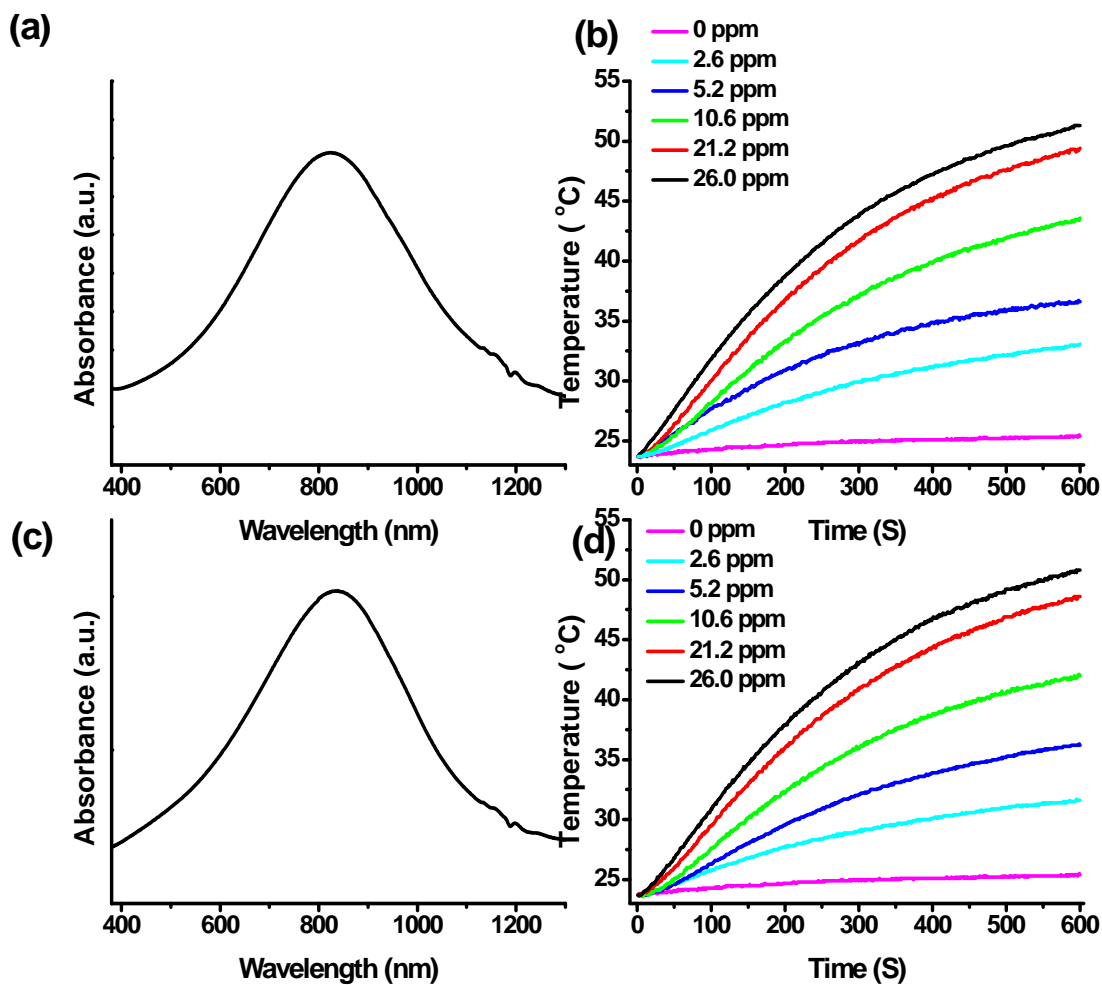 (a)
Absorbance (a.u.)
400 600 800 1000 1200
Wavelength (nm)
(b)
0 ppm
2.6 ppm
5.2 ppm
10.6 ppm
21.2 ppm
26.0 ppm
Temperature ( °C)
55
50
45
40
35
30
25
0 100 200 300 400 500 600
Time (S)
(c)
Absorbance (a.u.)
400 600 800 1000 1200
Wavelength (nm)
(d)
0 ppm
2.6 ppm
5.2 ppm
10.6 ppm
21.2 ppm
26.0 ppm
Temperature ( °C)
55
50
45
40
35
30
25
0 100 200 300 400 500 600
Time (S)